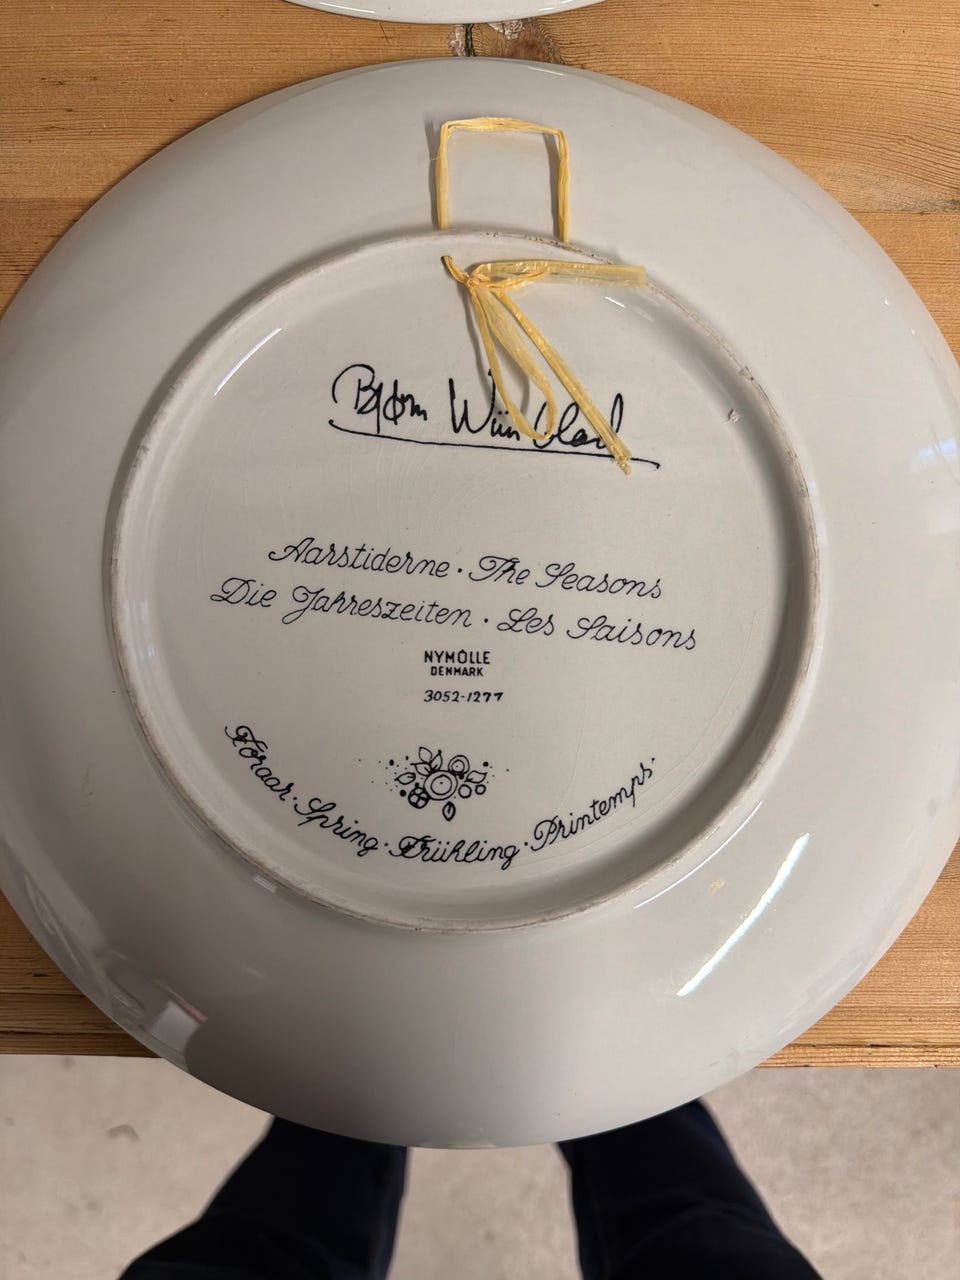 Bjørn Wiinblad
Aarstiderne · The Seasons
Die Jahreszeiten · Les Saisons
NYMÖLLE
DENMARK
3052-1277
Foraar · Spring · Frühling · Printemps ·